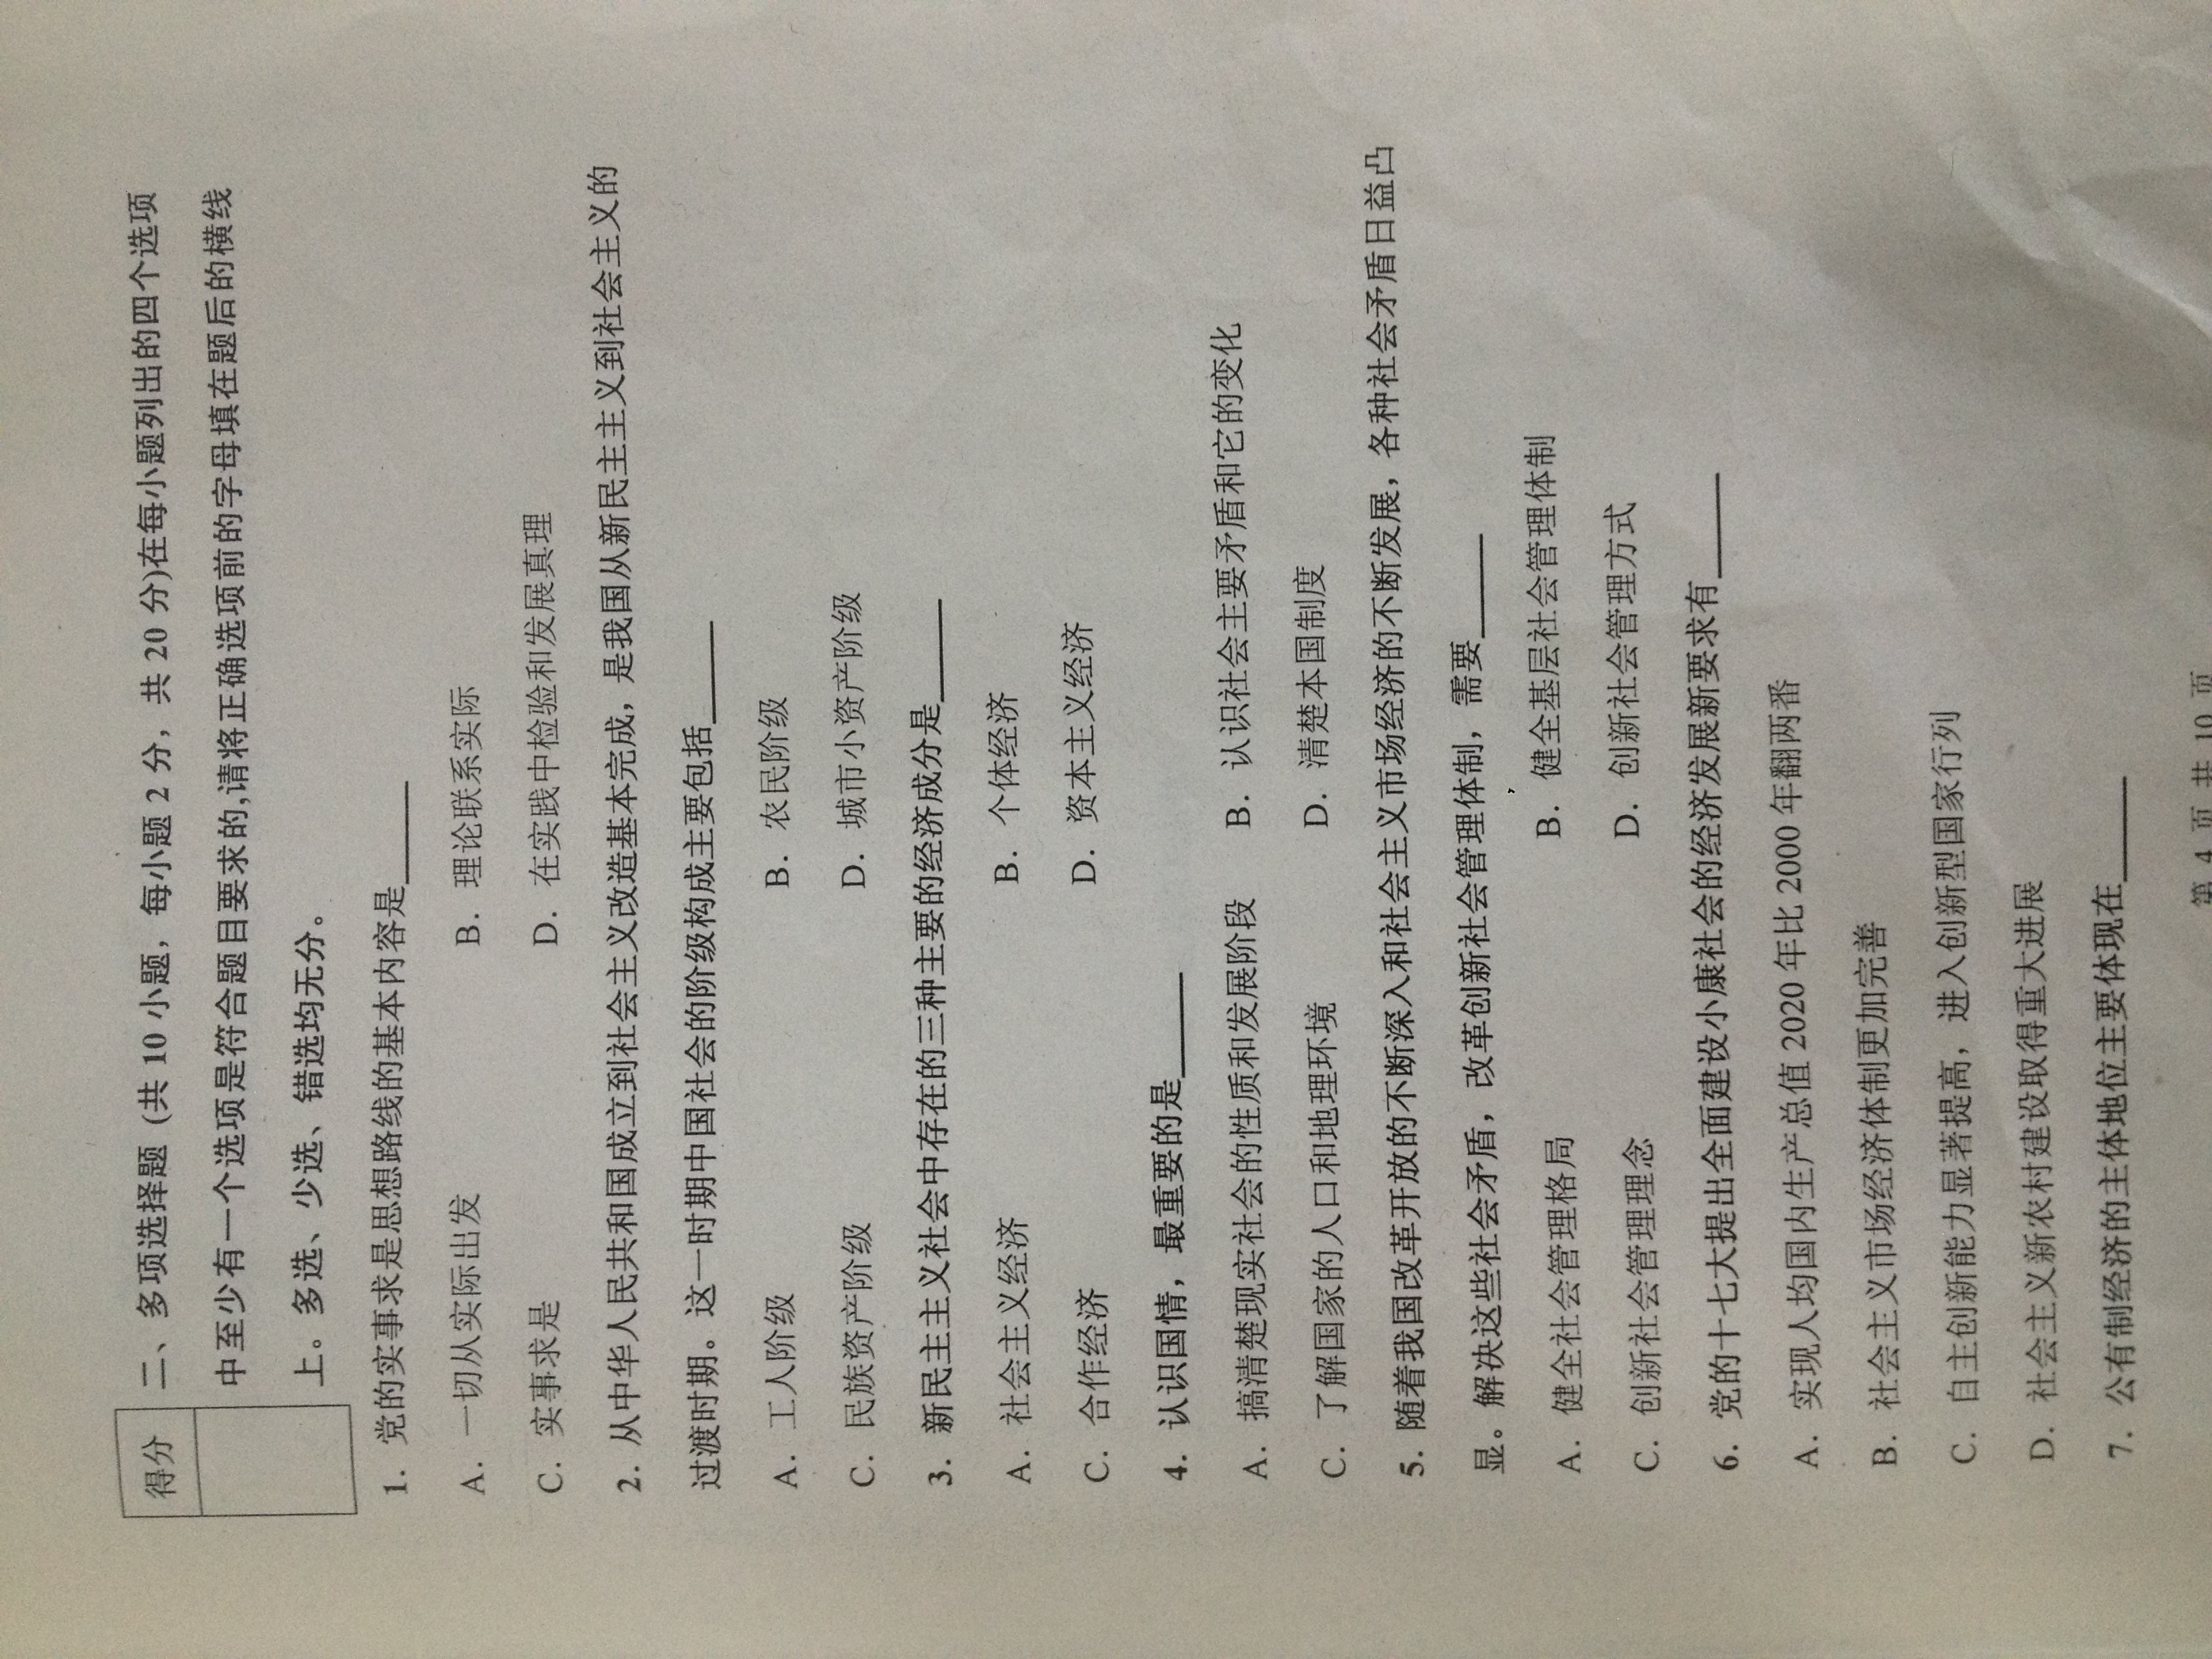 得分
二、多项选择题 (共 10 小题，每小题 2 分，共 20 分)在每小题列出的四个选项
中至少有一个选项是符合题目要求的,请将正确选项前的字母填在题后的横线
上。多选、少选、错选均无分。
1. 党的实事求是思想路线的基本内容是______
A. 一切从实际出发 B. 理论联系实际
C. 实事求是 D. 在实践中检验和发展真理
2. 从中华人民共和国成立到社会主义改造基本完成，是我国从新民主主义到社会主义的
过渡时期。这一时期中国社会的阶级构成主要包括______
A. 工人阶级 B. 农民阶级
C. 民族资产阶级 D. 城市小资产阶级
3. 新民主主义社会中存在的三种主要的经济成分是______
A. 社会主义经济 B. 个体经济
C. 合作经济 D. 资本主义经济
4. 认识国情，最重要的是______
A. 搞清楚现实社会的性质和发展阶段 B. 认识社会主要矛盾和它的变化
C. 了解国家的人口和地理环境 D. 清楚本国制度
5. 随着我国改革开放的不断深入和社会主义市场经济的不断发展，各种社会矛盾日益凸
显。解决这些社会矛盾，改革创新社会管理体制，需要______
A. 健全社会管理格局 B. 健全基层社会管理体制
C. 创新社会管理理念 D. 创新社会管理方式
6. 党的十七大提出全面建设小康社会的经济发展新要求有______
A. 实现人均国内生产总值 2020 年比 2000 年翻两番
B. 社会主义市场经济体制更加完善
C. 自主创新能力显著提高，进入创新型国家行列
D. 社会主义新农村建设取得重大进展
7. 公有制经济的主体地位主要体现在______
第 4 页 共 10 页